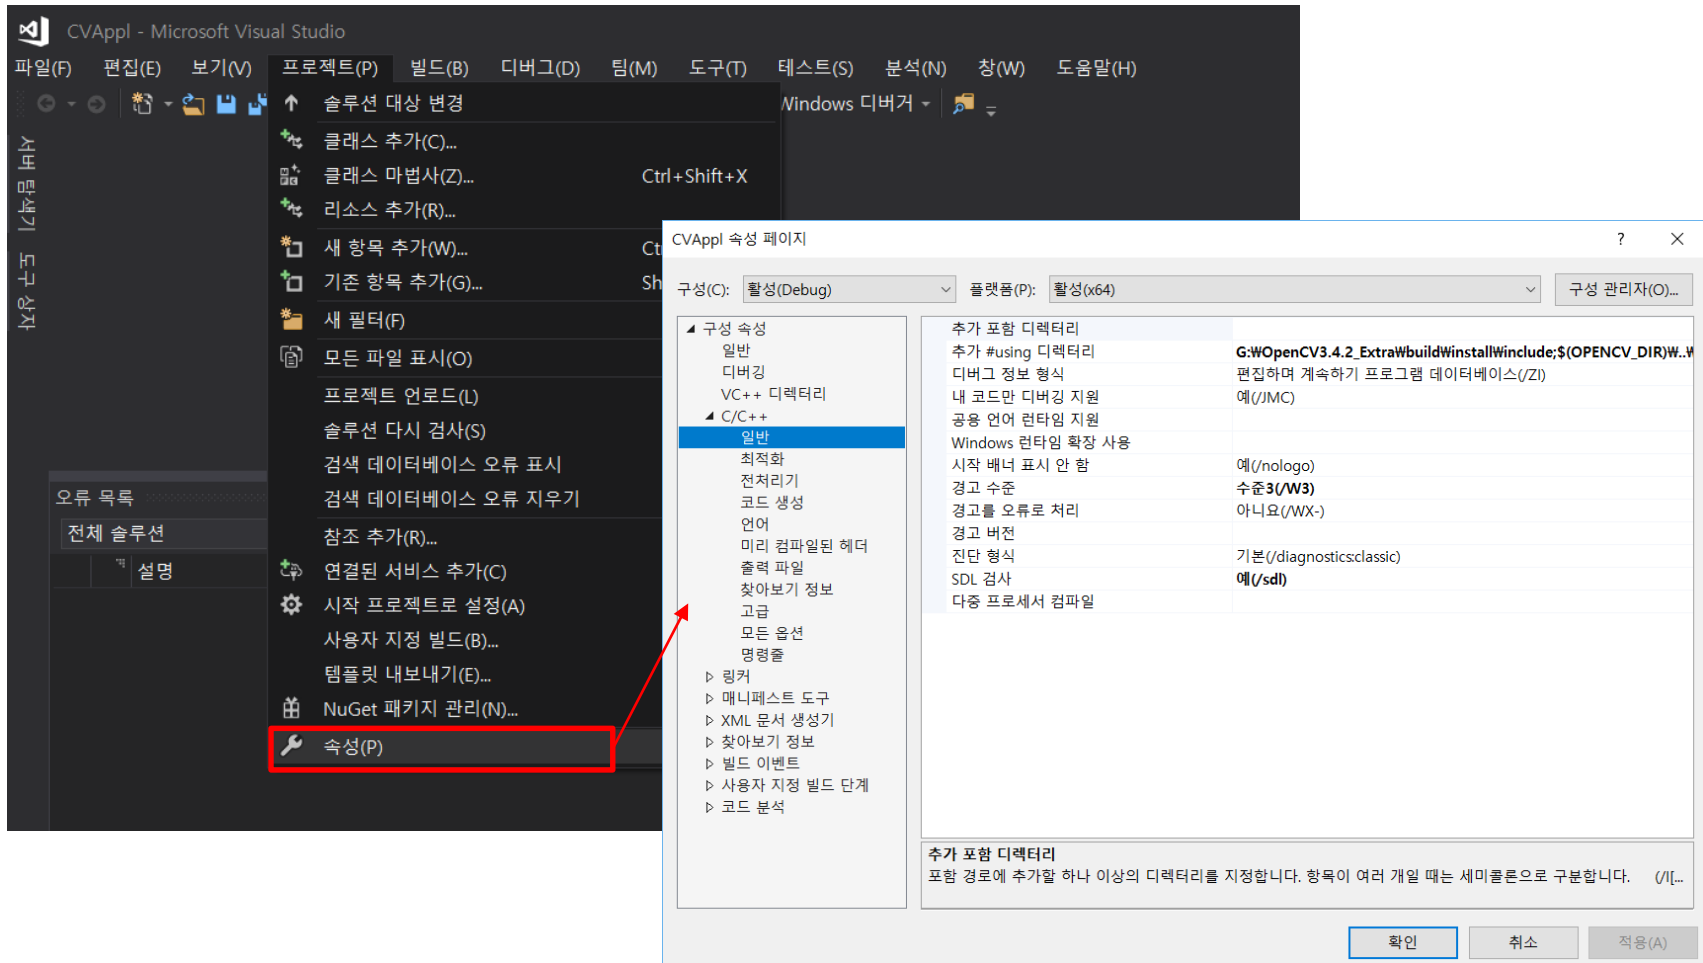 CVAppl - Microsoft Visual Studio
파일(F) 편집(E) 보기(V) 프로젝트(P) 빌드(B) 디버그(D) 팀(M) 도구(T) 테스트(S) 분석(N) 창(W) 도움말(H)
Windows 디버거
서버 탐색기
도구 상자
솔루션 대상 변경
클래스 추가(C)...
클래스 마법사(Z)... Ctrl+Shift+X
리소스 추가(R)...
새 항목 추가(W)...
기존 항목 추가(G)... Sh
새 필터(F)
모든 파일 표시(O)
프로젝트 언로드(L)
솔루션 다시 검사(S)
검색 데이터베이스 오류 표시
검색 데이터베이스 오류 지우기
참조 추가(R)...
연결된 서비스 추가(C)
시작 프로젝트로 설정(A)
사용자 지정 빌드(B)...
템플릿 내보내기(E)...
NuGet 패키지 관리(N)...
속성(P)
오류 목록
전체 솔루션
설명
CVAppl 속성 페이지
?
구성(C): 활성(Debug) 플랫폼(P): 활성(x64) 구성 관리자(O)...
구성 속성
일반
디버깅
VC++ 디렉터리
C/C++
일반
최적화
전처리기
코드 생성
언어
미리 컴파일된 헤더
출력 파일
찾아보기 정보
고급
모든 옵션
명령줄
링커
매니페스트 도구
XML 문서 생성기
찾아보기 정보
빌드 이벤트
사용자 지정 빌드 단계
코드 분석
추가 포함 디렉터리
추가 #using 디렉터리 G:₩OpenCV3.4.2_Extra₩build₩install₩include;$(OPENCV_DIR)₩..₩
디버그 정보 형식 편집하며 계속하기 프로그램 데이터베이스(/ZI)
내 코드만 디버깅 지원 예(/JMC)
공용 언어 런타임 지원
Windows 런타임 확장 사용
시작 배너 표시 안 함 예(/nologo)
경고 수준 수준3(/W3)
경고를 오류로 처리 아니요(/WX-)
경고 버전
진단 형식 기본(/diagnostics:classic)
SDL 검사 예(/sdl)
다중 프로세서 컴파일
추가 포함 디렉터리
포함 경로에 추가할 하나 이상의 디렉터리를 지정합니다. 항목이 여러 개일 때는 세미콜론으로 구분합니다. (/I[...
확인 취소 적용(A)